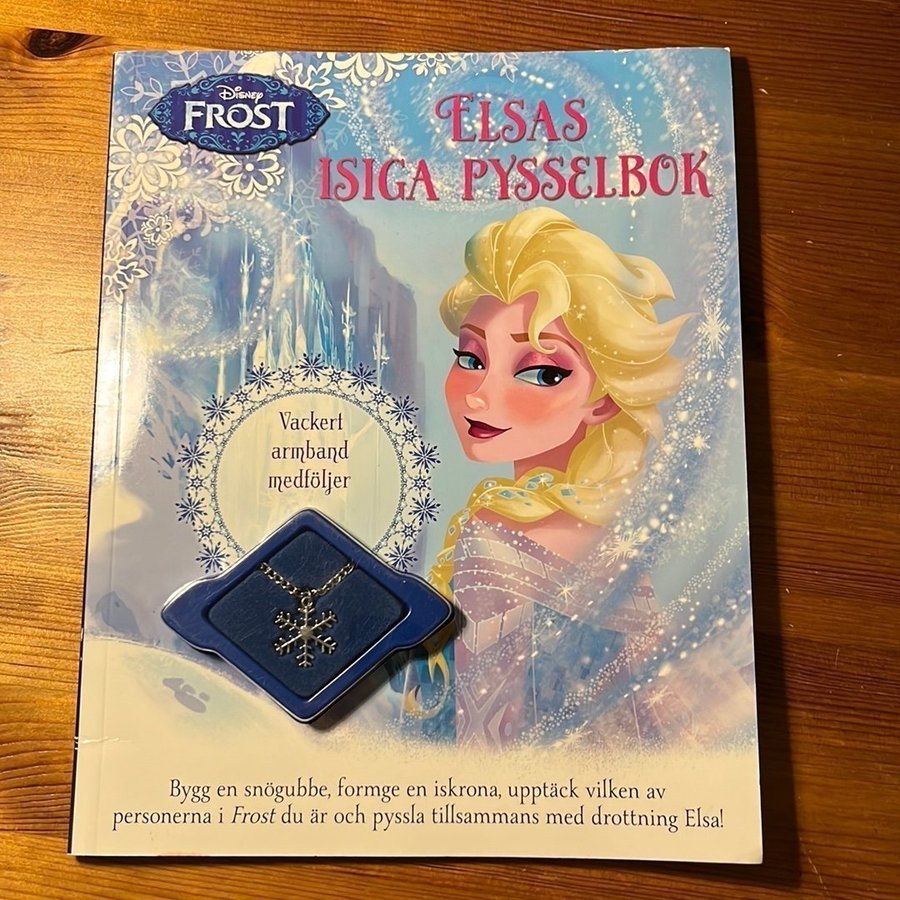 Disney
FROST
ELSAS
ISIGA PYSSELBOK
Vackert
armband
medföljer
Bygg en snögubbe, formge en iskrona, upptäck vilken av
personerna i Frost du är och pyssla tillsammans med drottning Elsa!